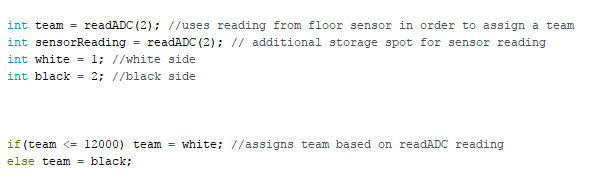 int team = readADC(2); //uses reading from floor sensor in order to assign a team
int sensorReading = readADC(2); // additional storage spot for sensor reading
int white = 1; //white side
int black = 2; //black side
if(team <= 12000) team = white; //assigns team based on readADC reading
else team = black;